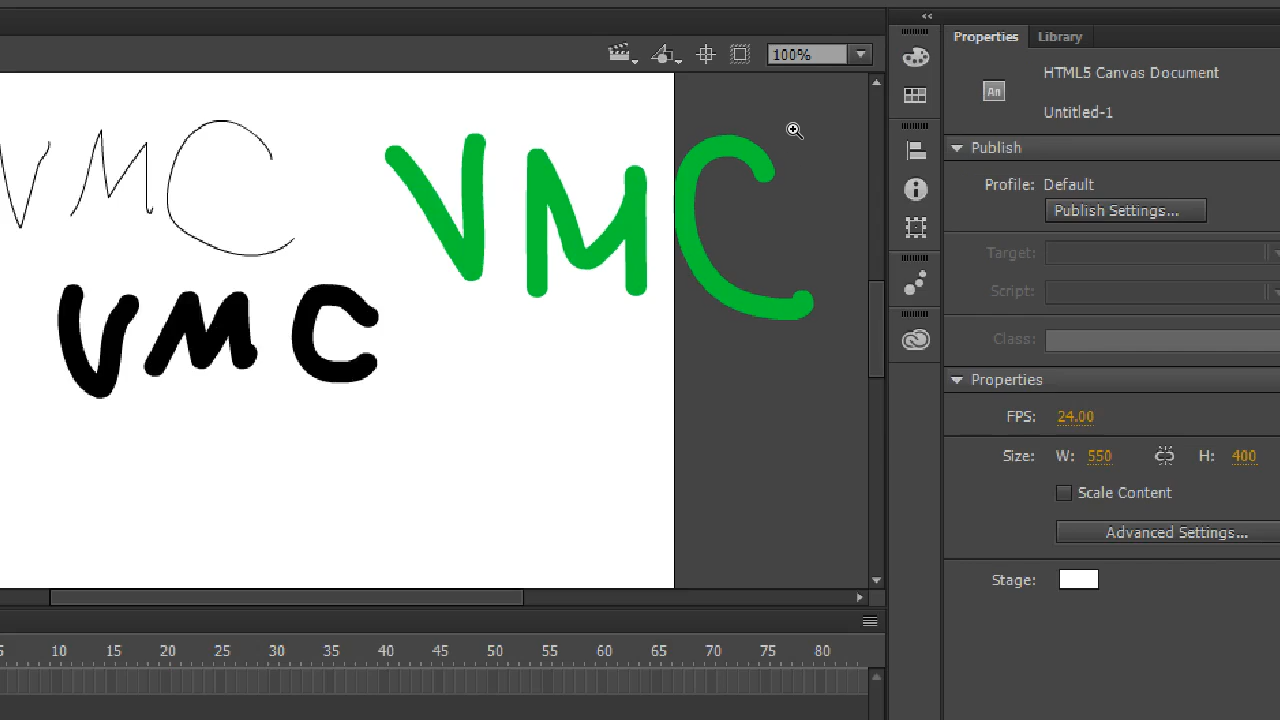 Properties Library
100%
HTML5 Canvas Document
An
Untitled-1
VMC VMC
VMC
Publish
Profile: Default
Publish Settings...
Target:
Script:
Class:
Properties
FPS: 24.00
Size: W: 550 H: 400
Scale Content
Advanced Settings...
Stage:
5 10 15 20 25 30 35 40 45 50 55 60 65 70 75 80